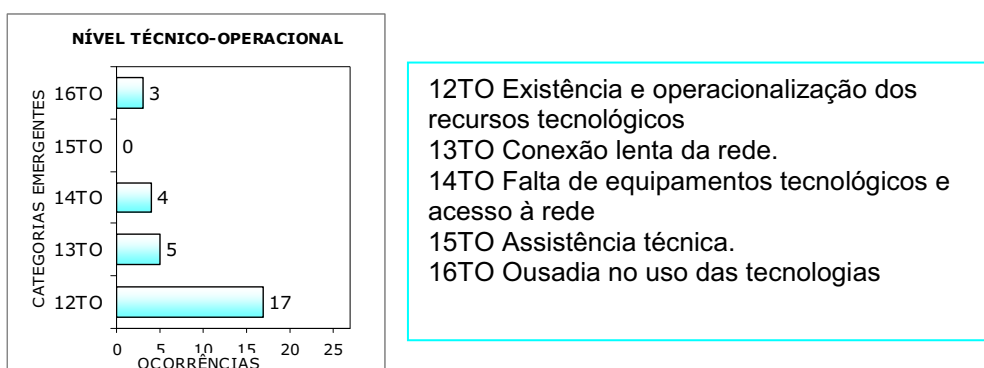 NÍVEL TÉCNICO-OPERACIONAL
CATEGORIAS EMERGENTES
16TO 3
15TO 0
14TO 4
13TO 5
12TO 17
0 5 10 15 20 25
OCORRÊNCIAS
12TO Existência e operacionalização dos
recursos tecnológicos
13TO Conexão lenta da rede.
14TO Falta de equipamentos tecnológicos e
acesso à rede
15TO Assistência técnica.
16TO Ousadia no uso das tecnologias